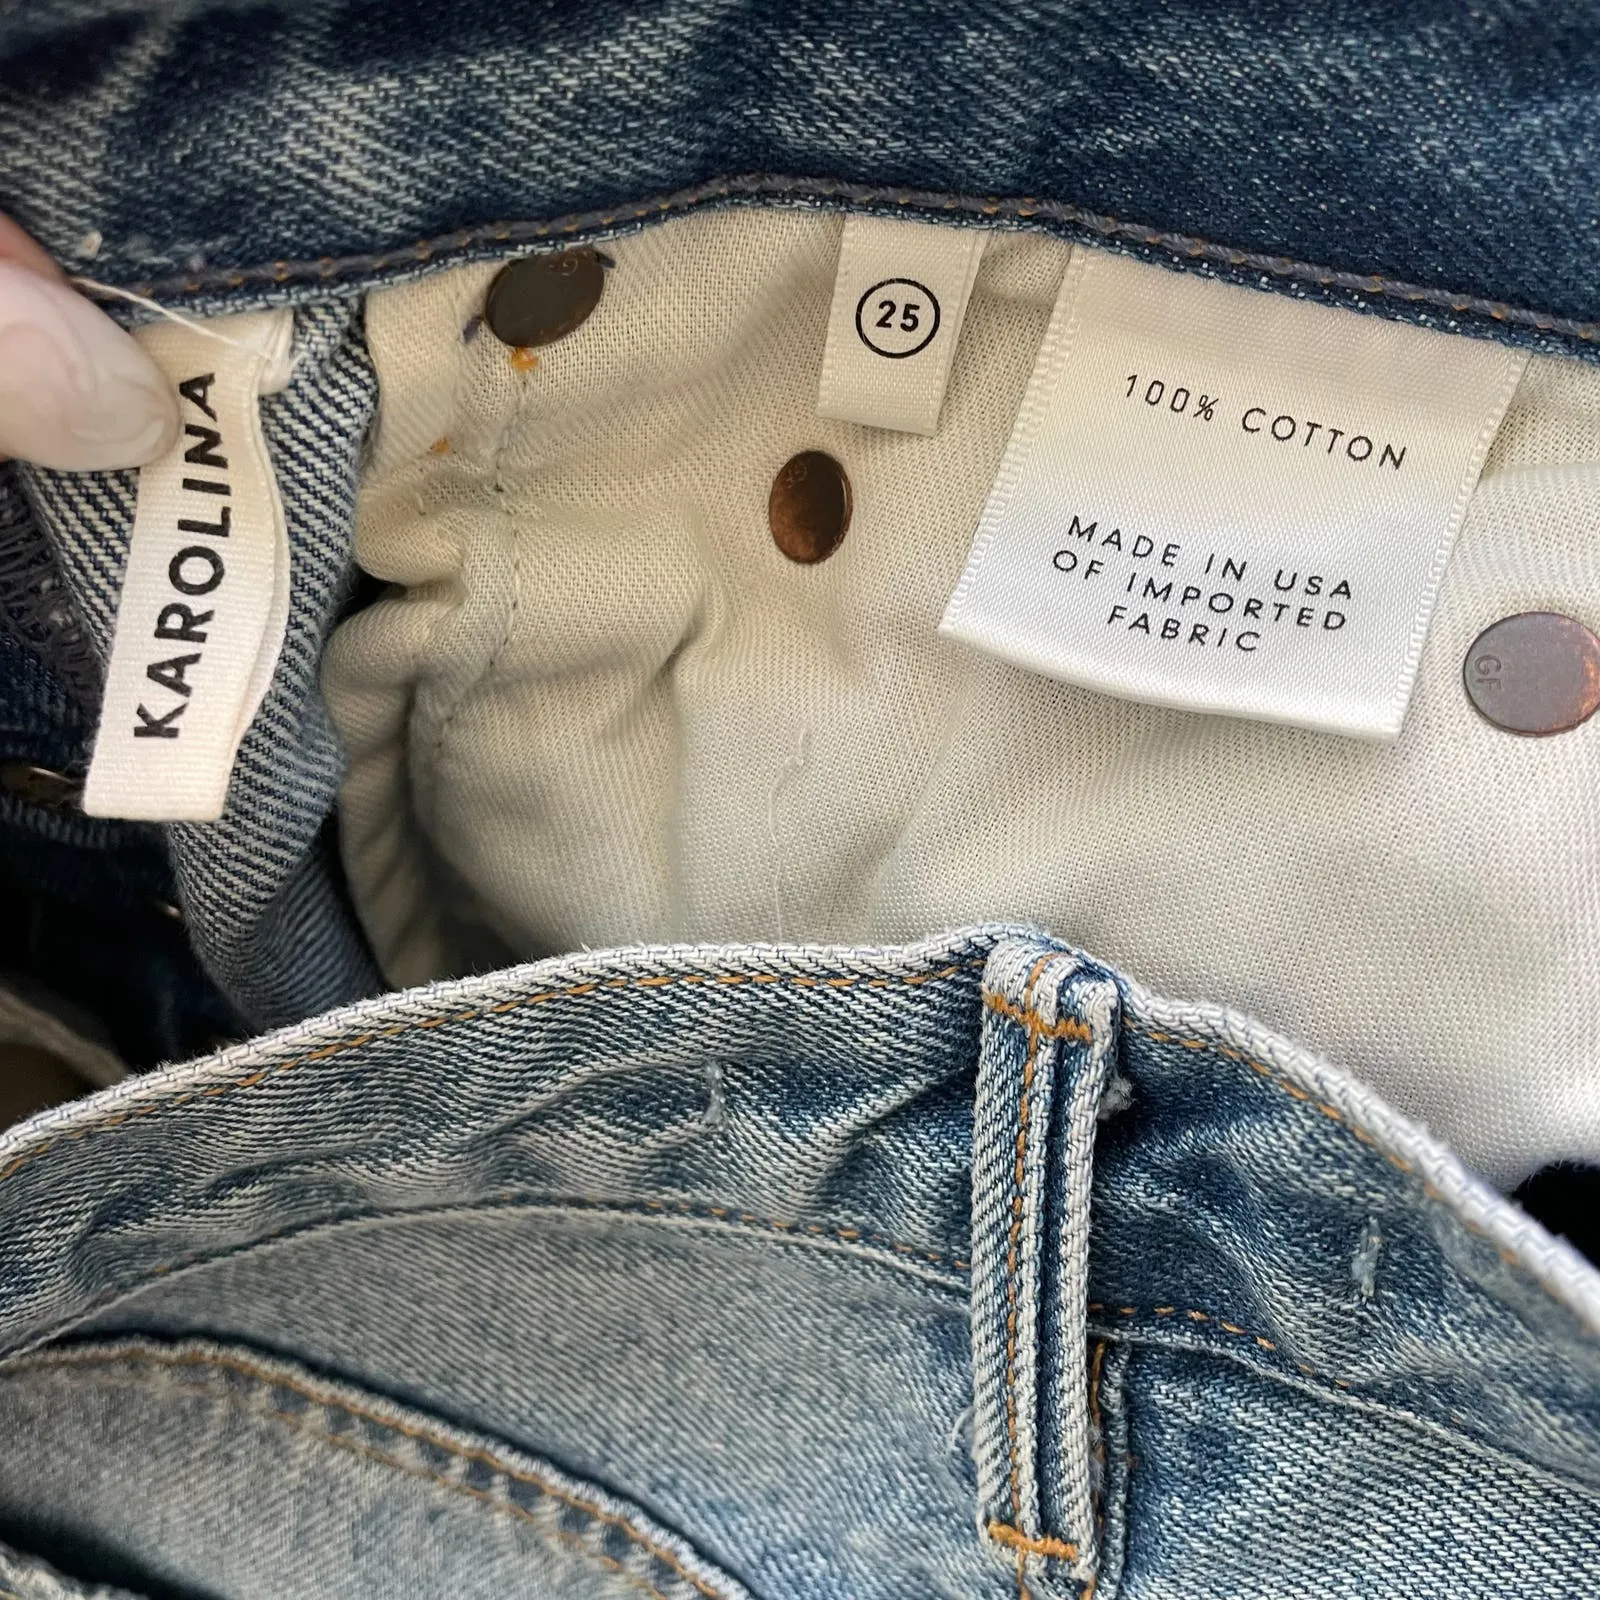 KAROLINA
25
100% COTTON
MADE IN USA
OF IMPORTED
FABRIC
GF